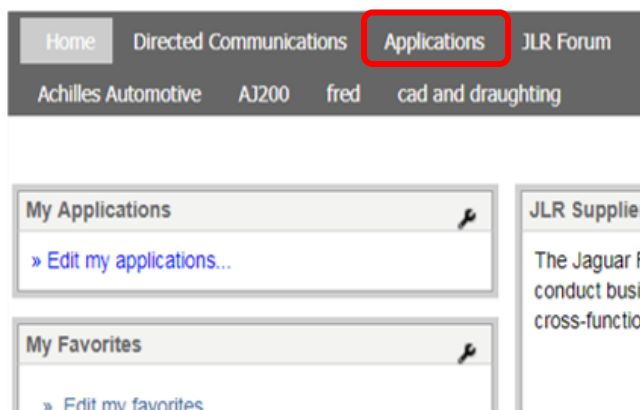 Home Directed Communications Applications JLR Forum
Achilles Automotive AJ200 fred cad and draughting
My Applications
» Edit my applications...
My Favorites
» Edit my favorites
JLR Supplie
The Jaguar
conduct busi
cross-functio